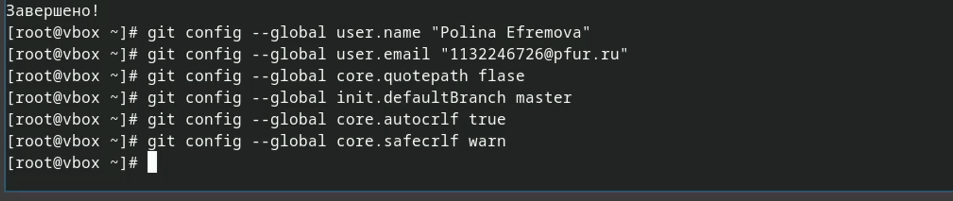 Завершено!
[root@vbox ~]# git config --global user.name "Polina Efremova"
[root@vbox ~]# git config --global user.email "1132246726@pfur.ru"
[root@vbox ~]# git config --global core.quotepath flase
[root@vbox ~]# git config --global init.defaultBranch master
[root@vbox ~]# git config --global core.autocrlf true
[root@vbox ~]# git config --global core.safecrlf warn
[root@vbox ~]#